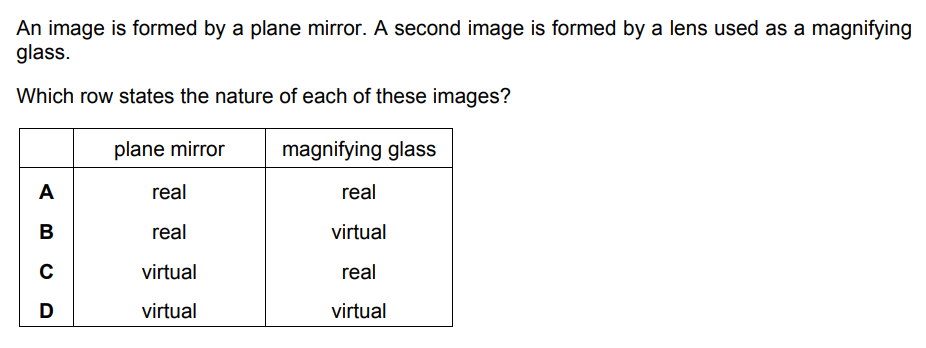 An image is formed by a plane mirror. A second image is formed by a lens used as a magnifying
glass.
Which row states the nature of each of these images?
plane mirror magnifying glass
A real real
B real virtual
C virtual real
D virtual virtual